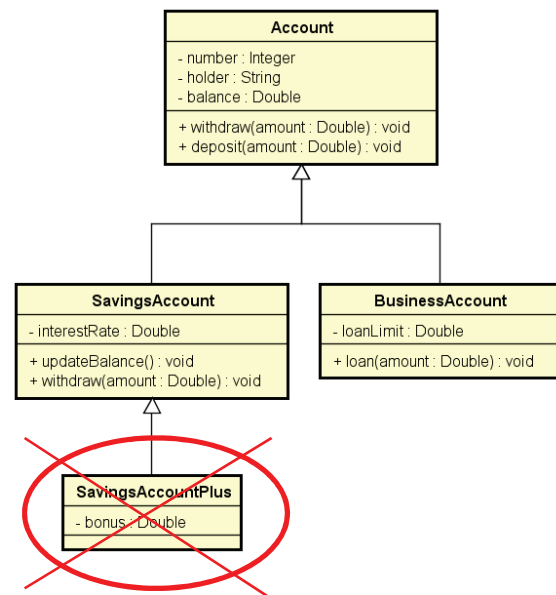 Account
- number : Integer
- holder : String
- balance : Double
+ withdraw(amount : Double) : void
+ deposit(amount : Double) : void
SavingsAccount
- interestRate : Double
+ updateBalance() : void
+ withdraw(amount : Double) : void
BusinessAccount
- loanLimit : Double
+ loan(amount : Double) : void
SavingsAccountPlus
- bonus : Double